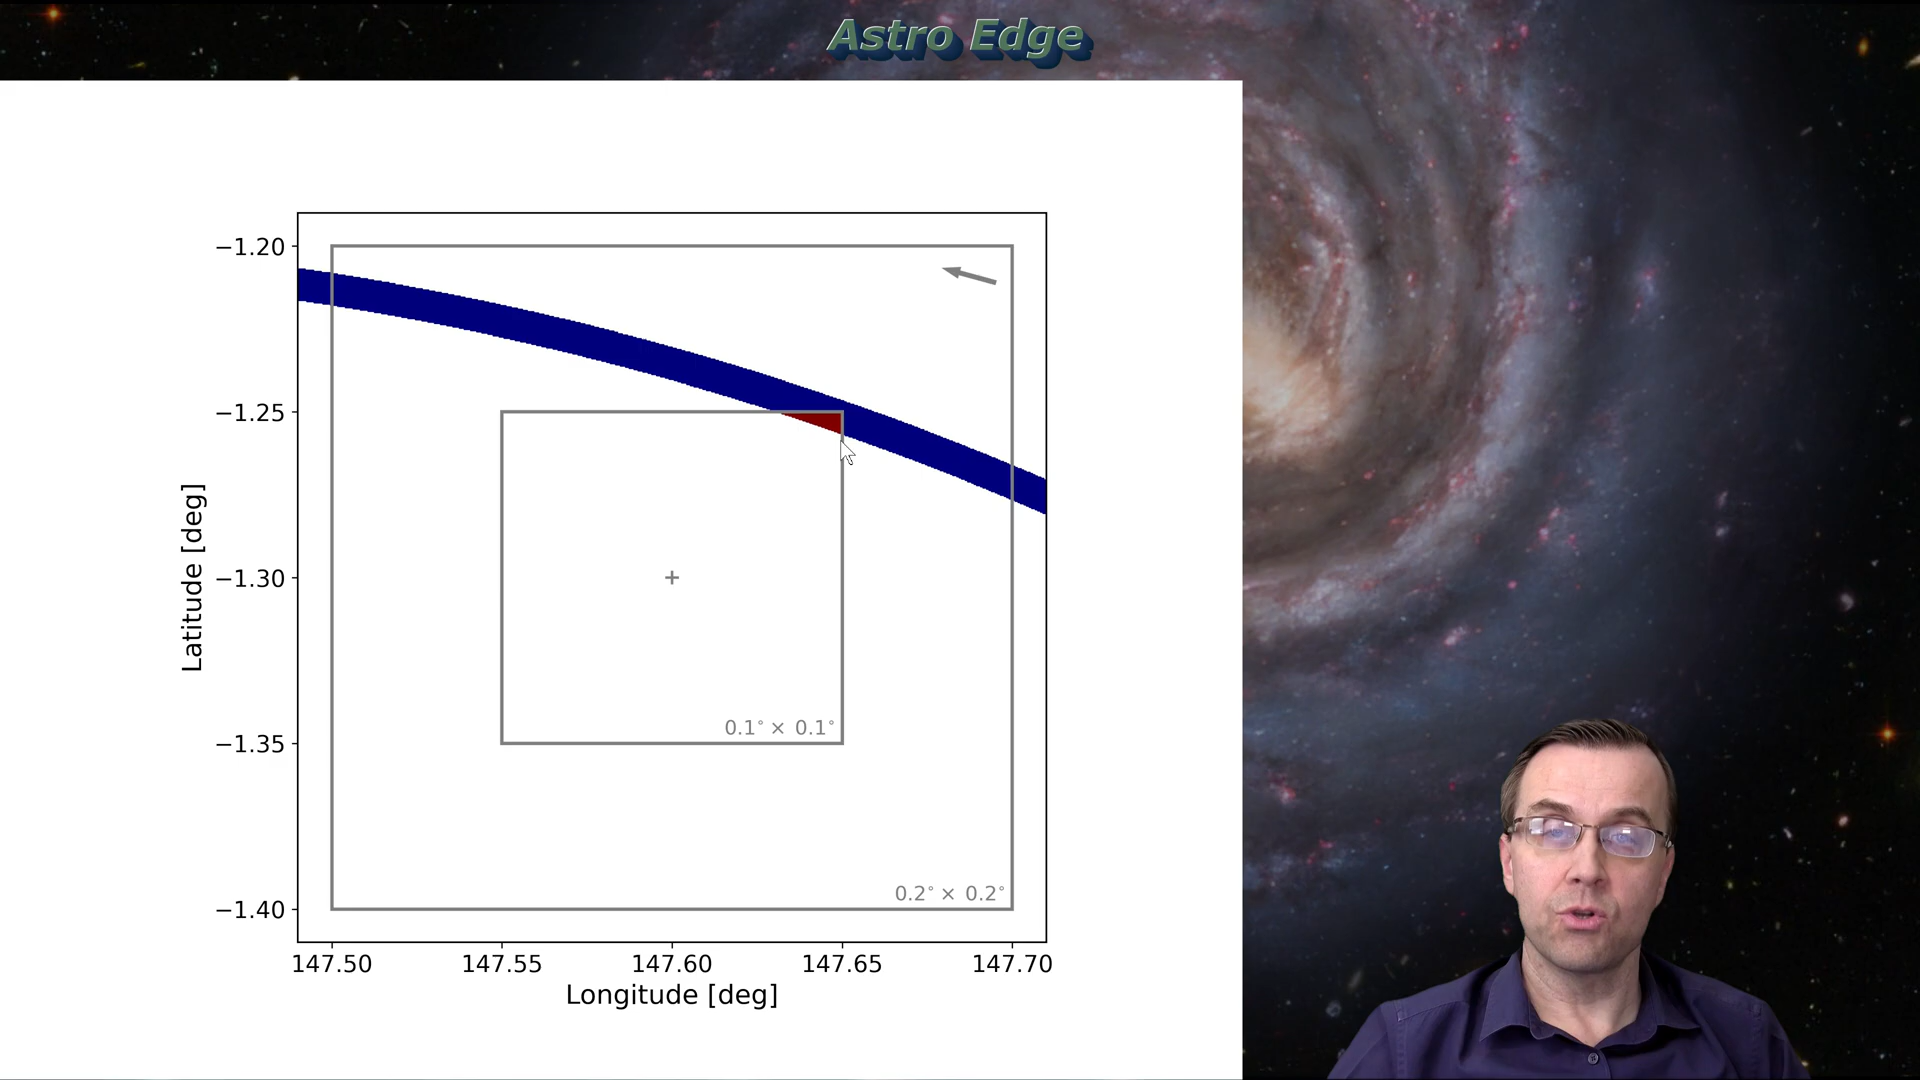 Astro Edge
−1.20
−1.25
−1.30
−1.35
−1.40
Latitude [deg]
0.1° × 0.1°
0.2° × 0.2°
147.50 147.55 147.60 147.65 147.70
Longitude [deg]